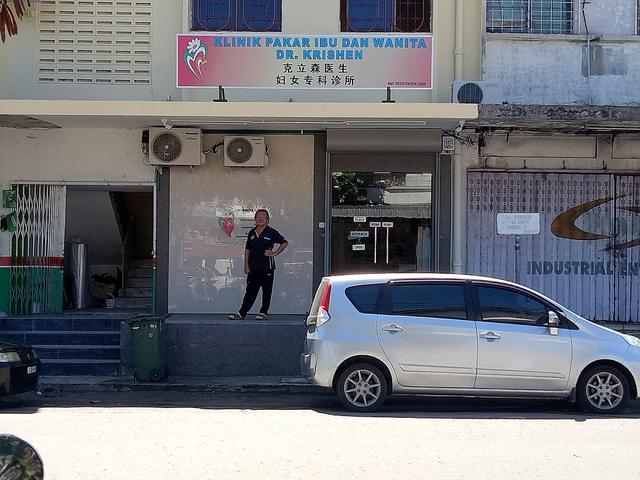 KLINIK PAKAR IBU DAN WANITA
DR. KRISHEN
克立森医生
妇女专科诊所
INDUSTRIAL EN